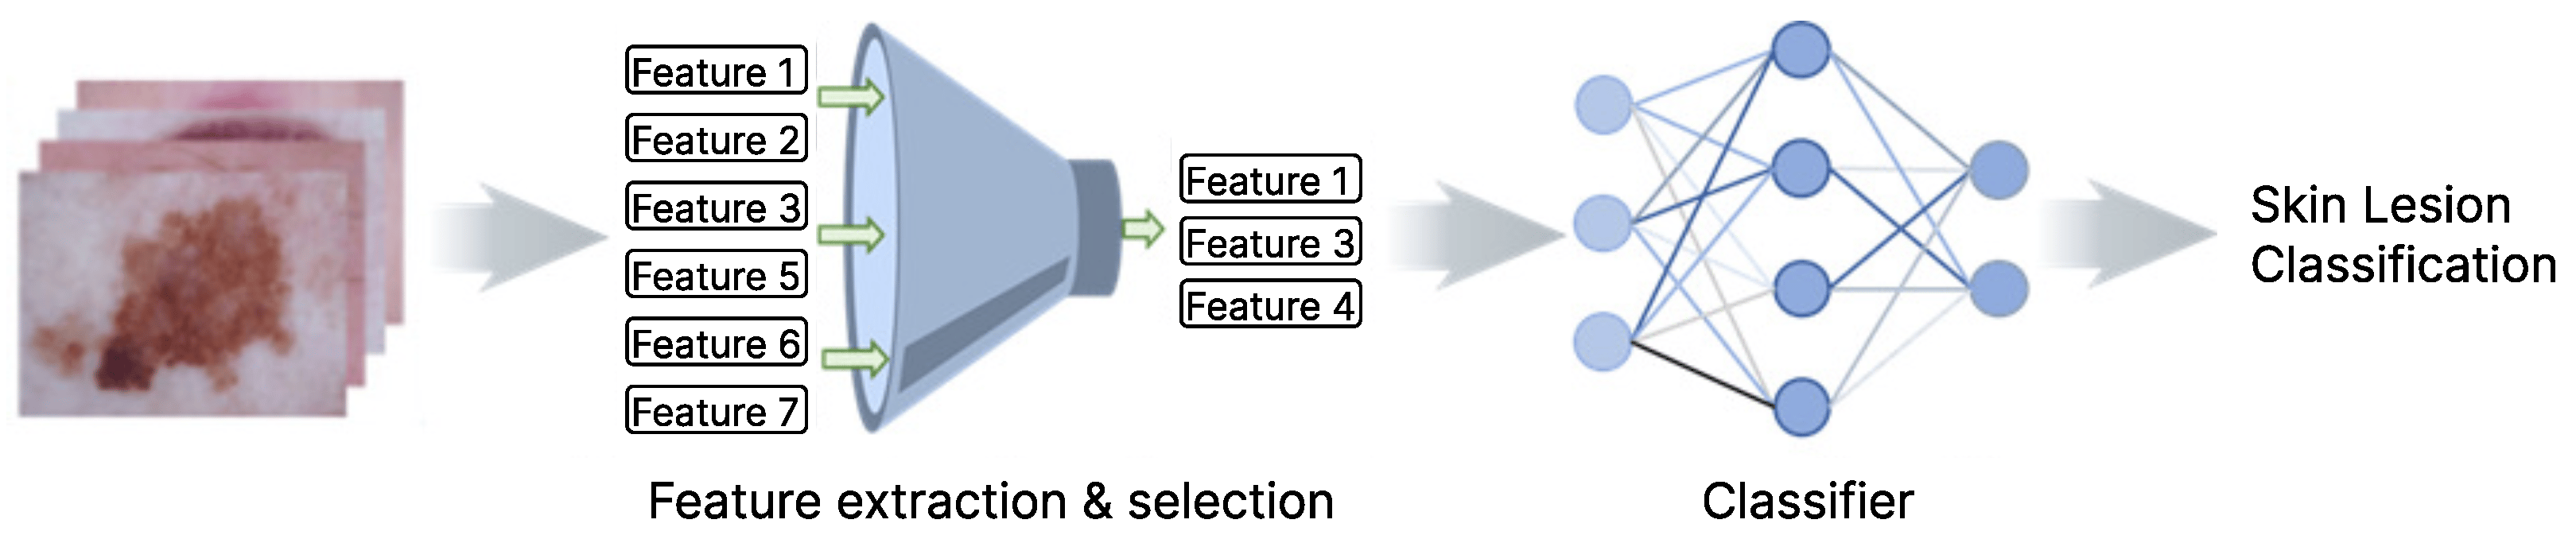 Feature 1
Feature 2
Feature 3
Feature 5
Feature 6
Feature 7
Feature 1
Feature 3
Feature 4
Feature extraction & selection
Classifier
Skin Lesion
Classification